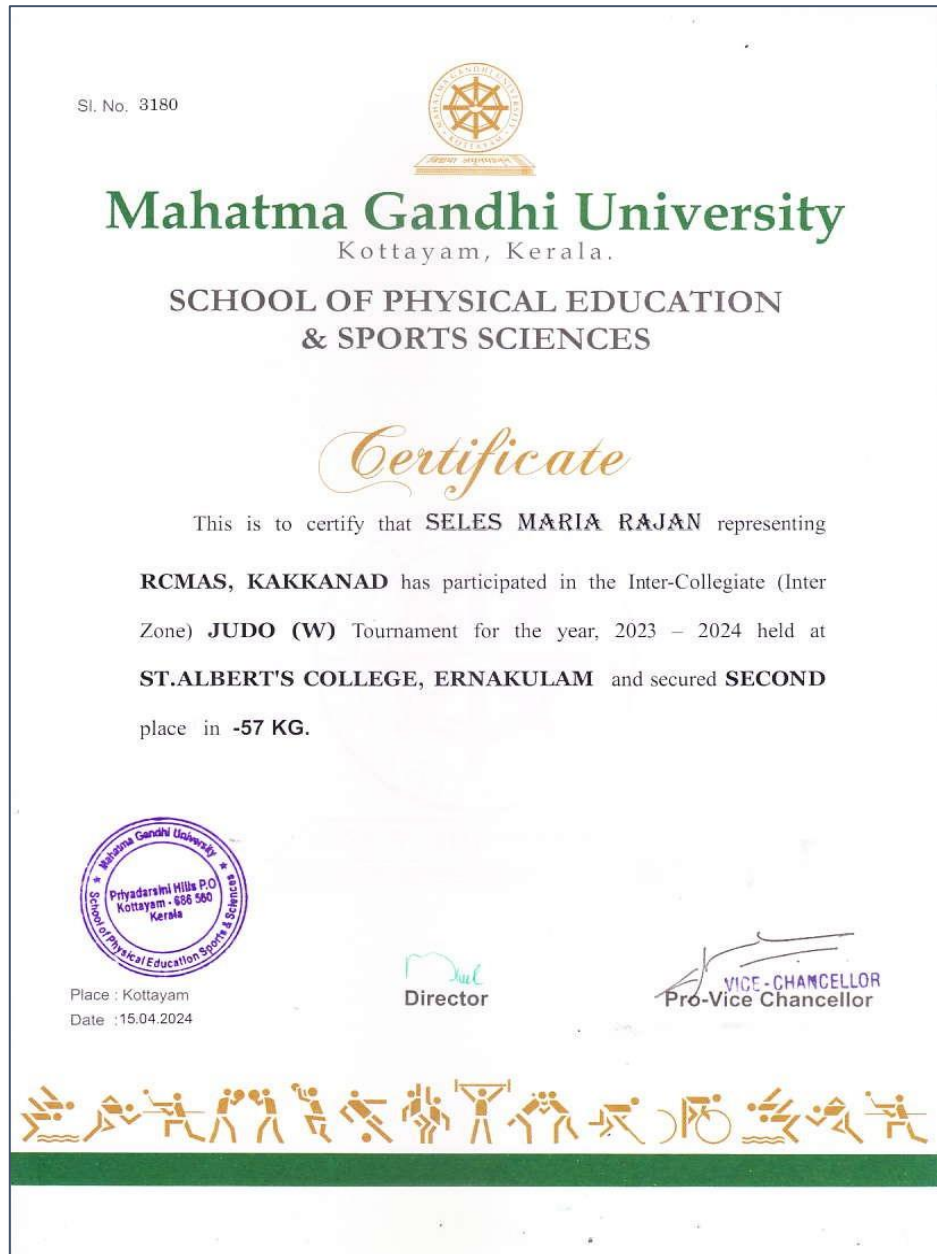 Sl. No. 3180
MAHATMA GANDHI UNIVERSITY
KOTTAYAM
Mahatma Gandhi University
Kottayam, Kerala.
SCHOOL OF PHYSICAL EDUCATION
& SPORTS SCIENCES
Certificate
This is to certify that SELES MARIA RAJAN representing
RCMAS, KAKKANAD has participated in the Inter-Collegiate (Inter
Zone) JUDO (W) Tournament for the year, 2023 – 2024 held at
ST.ALBERT'S COLLEGE, ERNAKULAM and secured SECOND
place in -57 KG.
Mahatma Gandhi University
Priyadarsini Hills P.O
Kottayam - 686 560
Kerala
School of Physical Education Sports & Sciences
Place : Kottayam
Date : 15.04.2024
Director
VICE-CHANCELLOR
Pro-Vice Chancellor